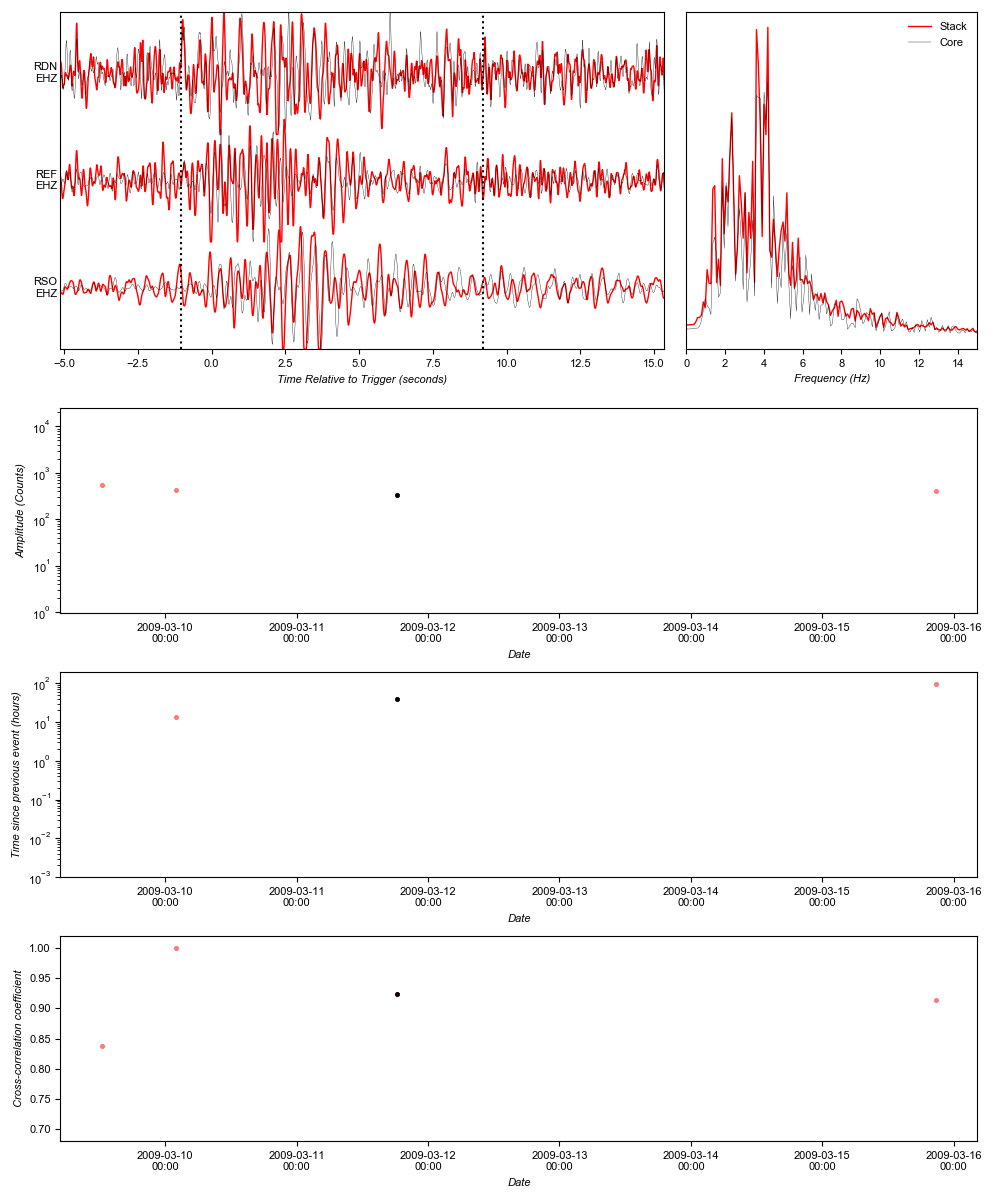 RDN
EHZ
REF
EHZ
RSO
EHZ
−5.0 −2.5 0.0 2.5 5.0 7.5 10.0 12.5 15.0
Time Relative to Trigger (seconds)
Stack
Core
0 2 4 6 8 10 12 14
Frequency (Hz)
Amplitude (Counts)
10⁴
10³
10²
10¹
10⁰
2009-03-10 2009-03-11 2009-03-12 2009-03-13 2009-03-14 2009-03-15 2009-03-16
00:00 00:00 00:00 00:00 00:00 00:00 00:00
Date
Time since previous event (hours)
10²
10¹
10⁰
10⁻¹
10⁻²
10⁻³
2009-03-10 2009-03-11 2009-03-12 2009-03-13 2009-03-14 2009-03-15 2009-03-16
00:00 00:00 00:00 00:00 00:00 00:00 00:00
Date
Cross-correlation coefficient
1.00
0.95
0.90
0.85
0.80
0.75
0.70
2009-03-10 2009-03-11 2009-03-12 2009-03-13 2009-03-14 2009-03-15 2009-03-16
00:00 00:00 00:00 00:00 00:00 00:00 00:00
Date